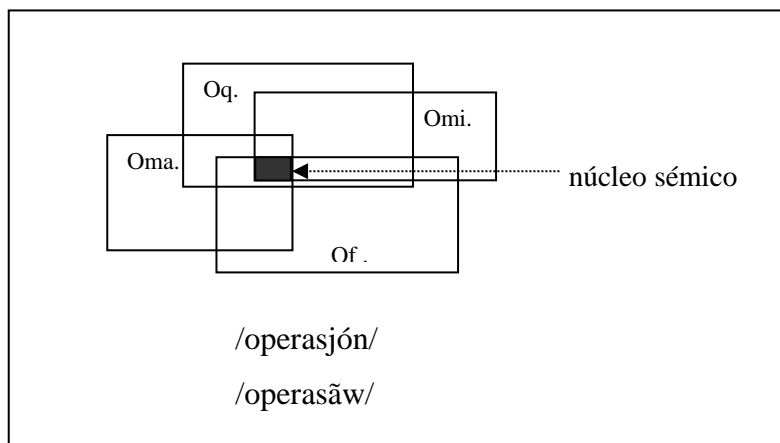 Oq.
Omi.
Oma.
núcleo sémico
Of .
/operasjón/
/operasãw/